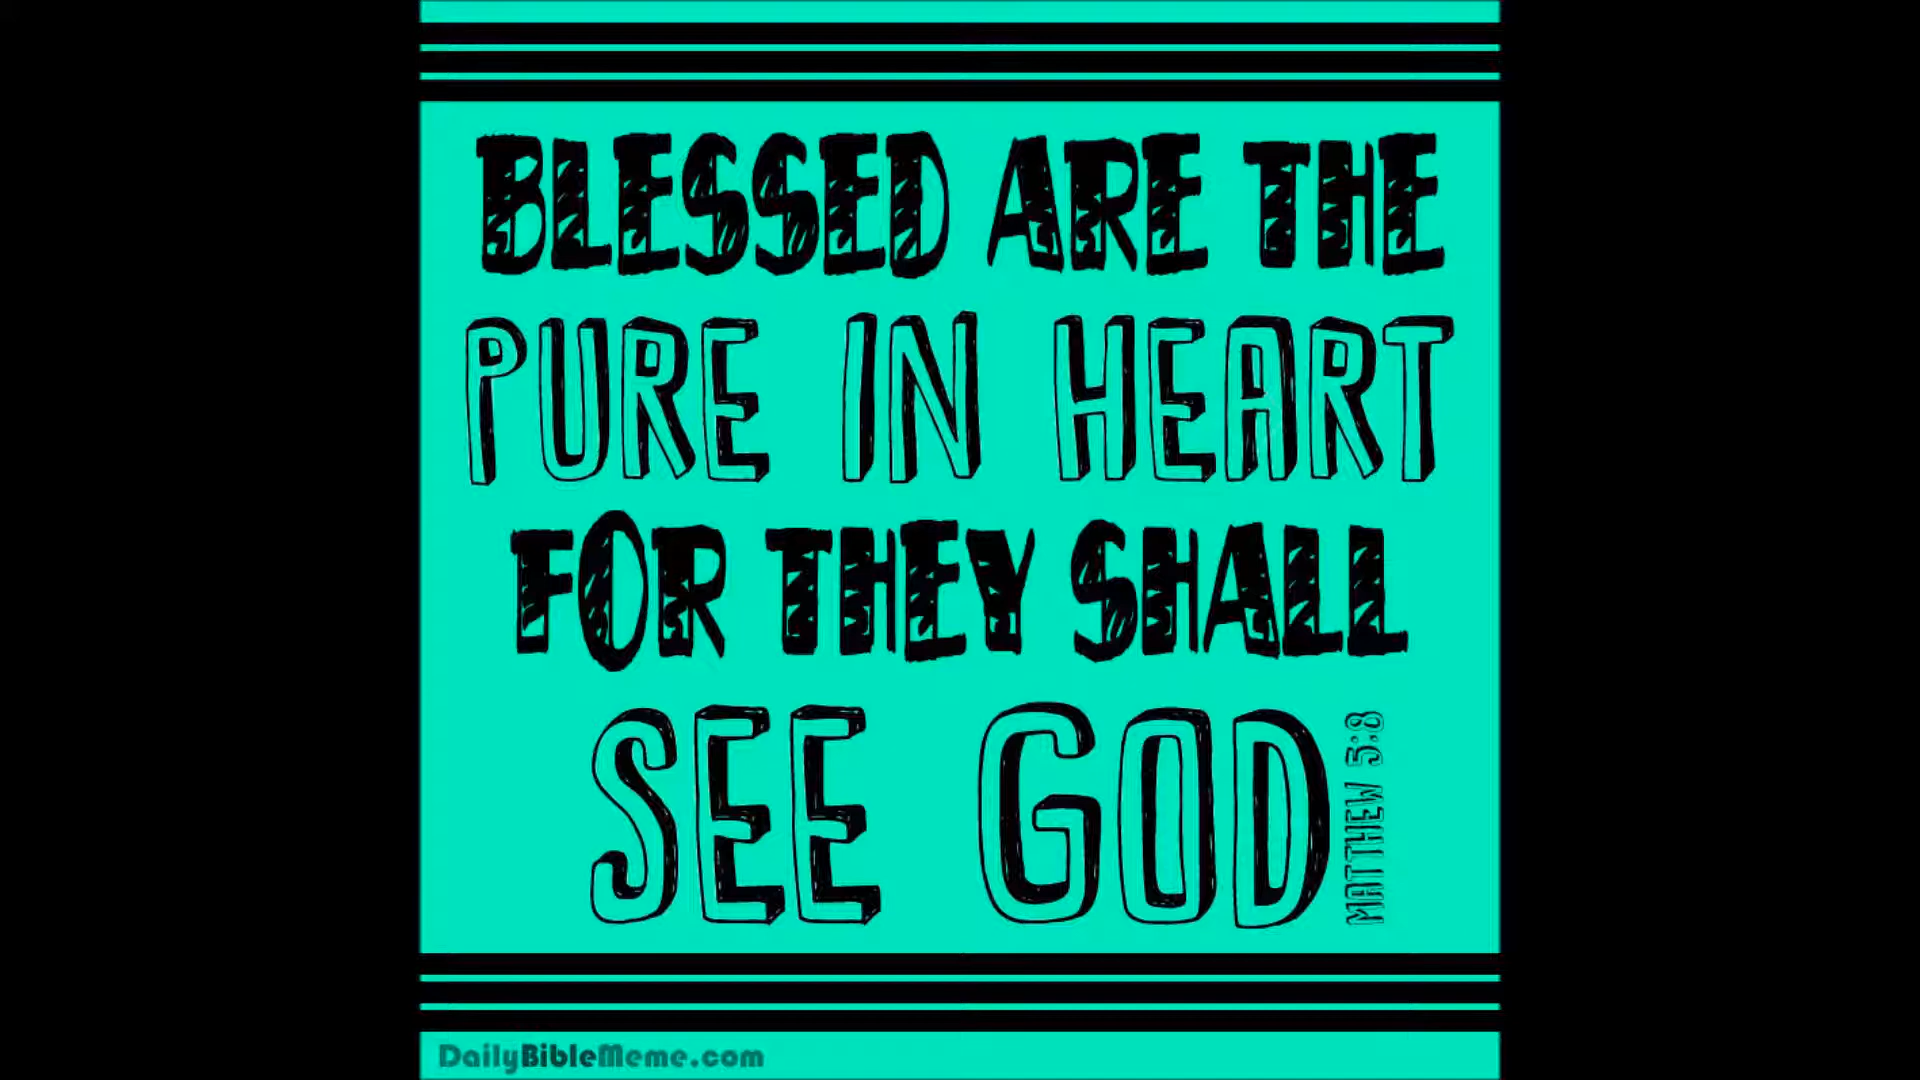 BLESSED ARE THE
PURE IN HEART
FOR THEY SHALL
SEE GOD
MATTHEW 5:8
DailyBibleMeme.com